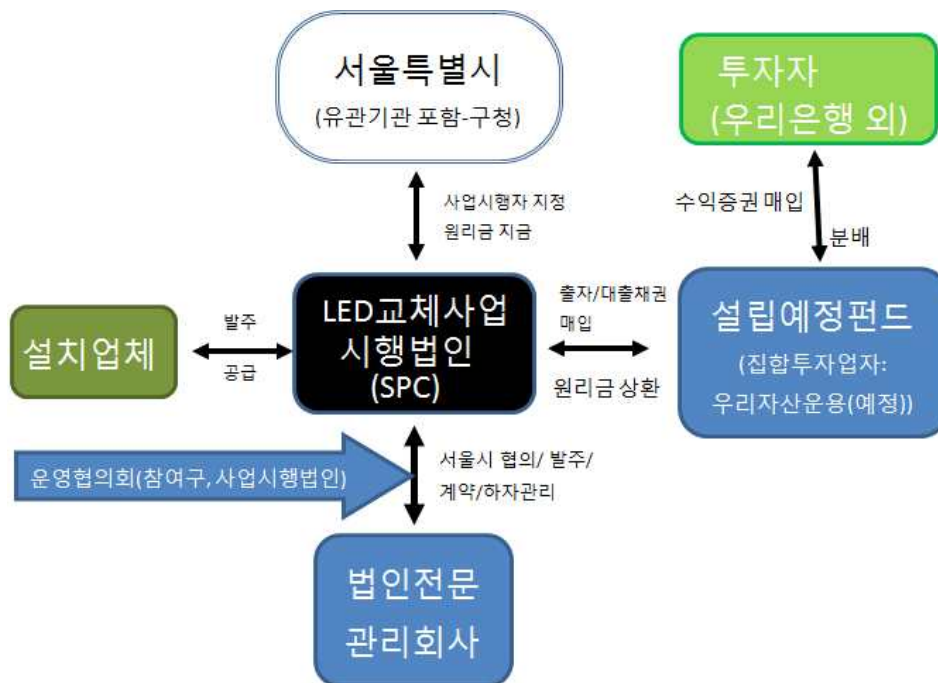 서울특별시
(유관기관 포함-구청)
투자자
(우리은행 외)
사업시행자 지정
원리금 지금
수익증권 매입
분배
설치업체
발주
공급
LED교체사업
시행법인
(SPC)
출자/대출채권
매입
원리금 상환
설립예정펀드
(집합투자업자:
우리자산운용(예정))
운영협의회(참여구, 사업시행법인)
서울시 협의/ 발주/
계약/하자관리
법인전문
관리회사